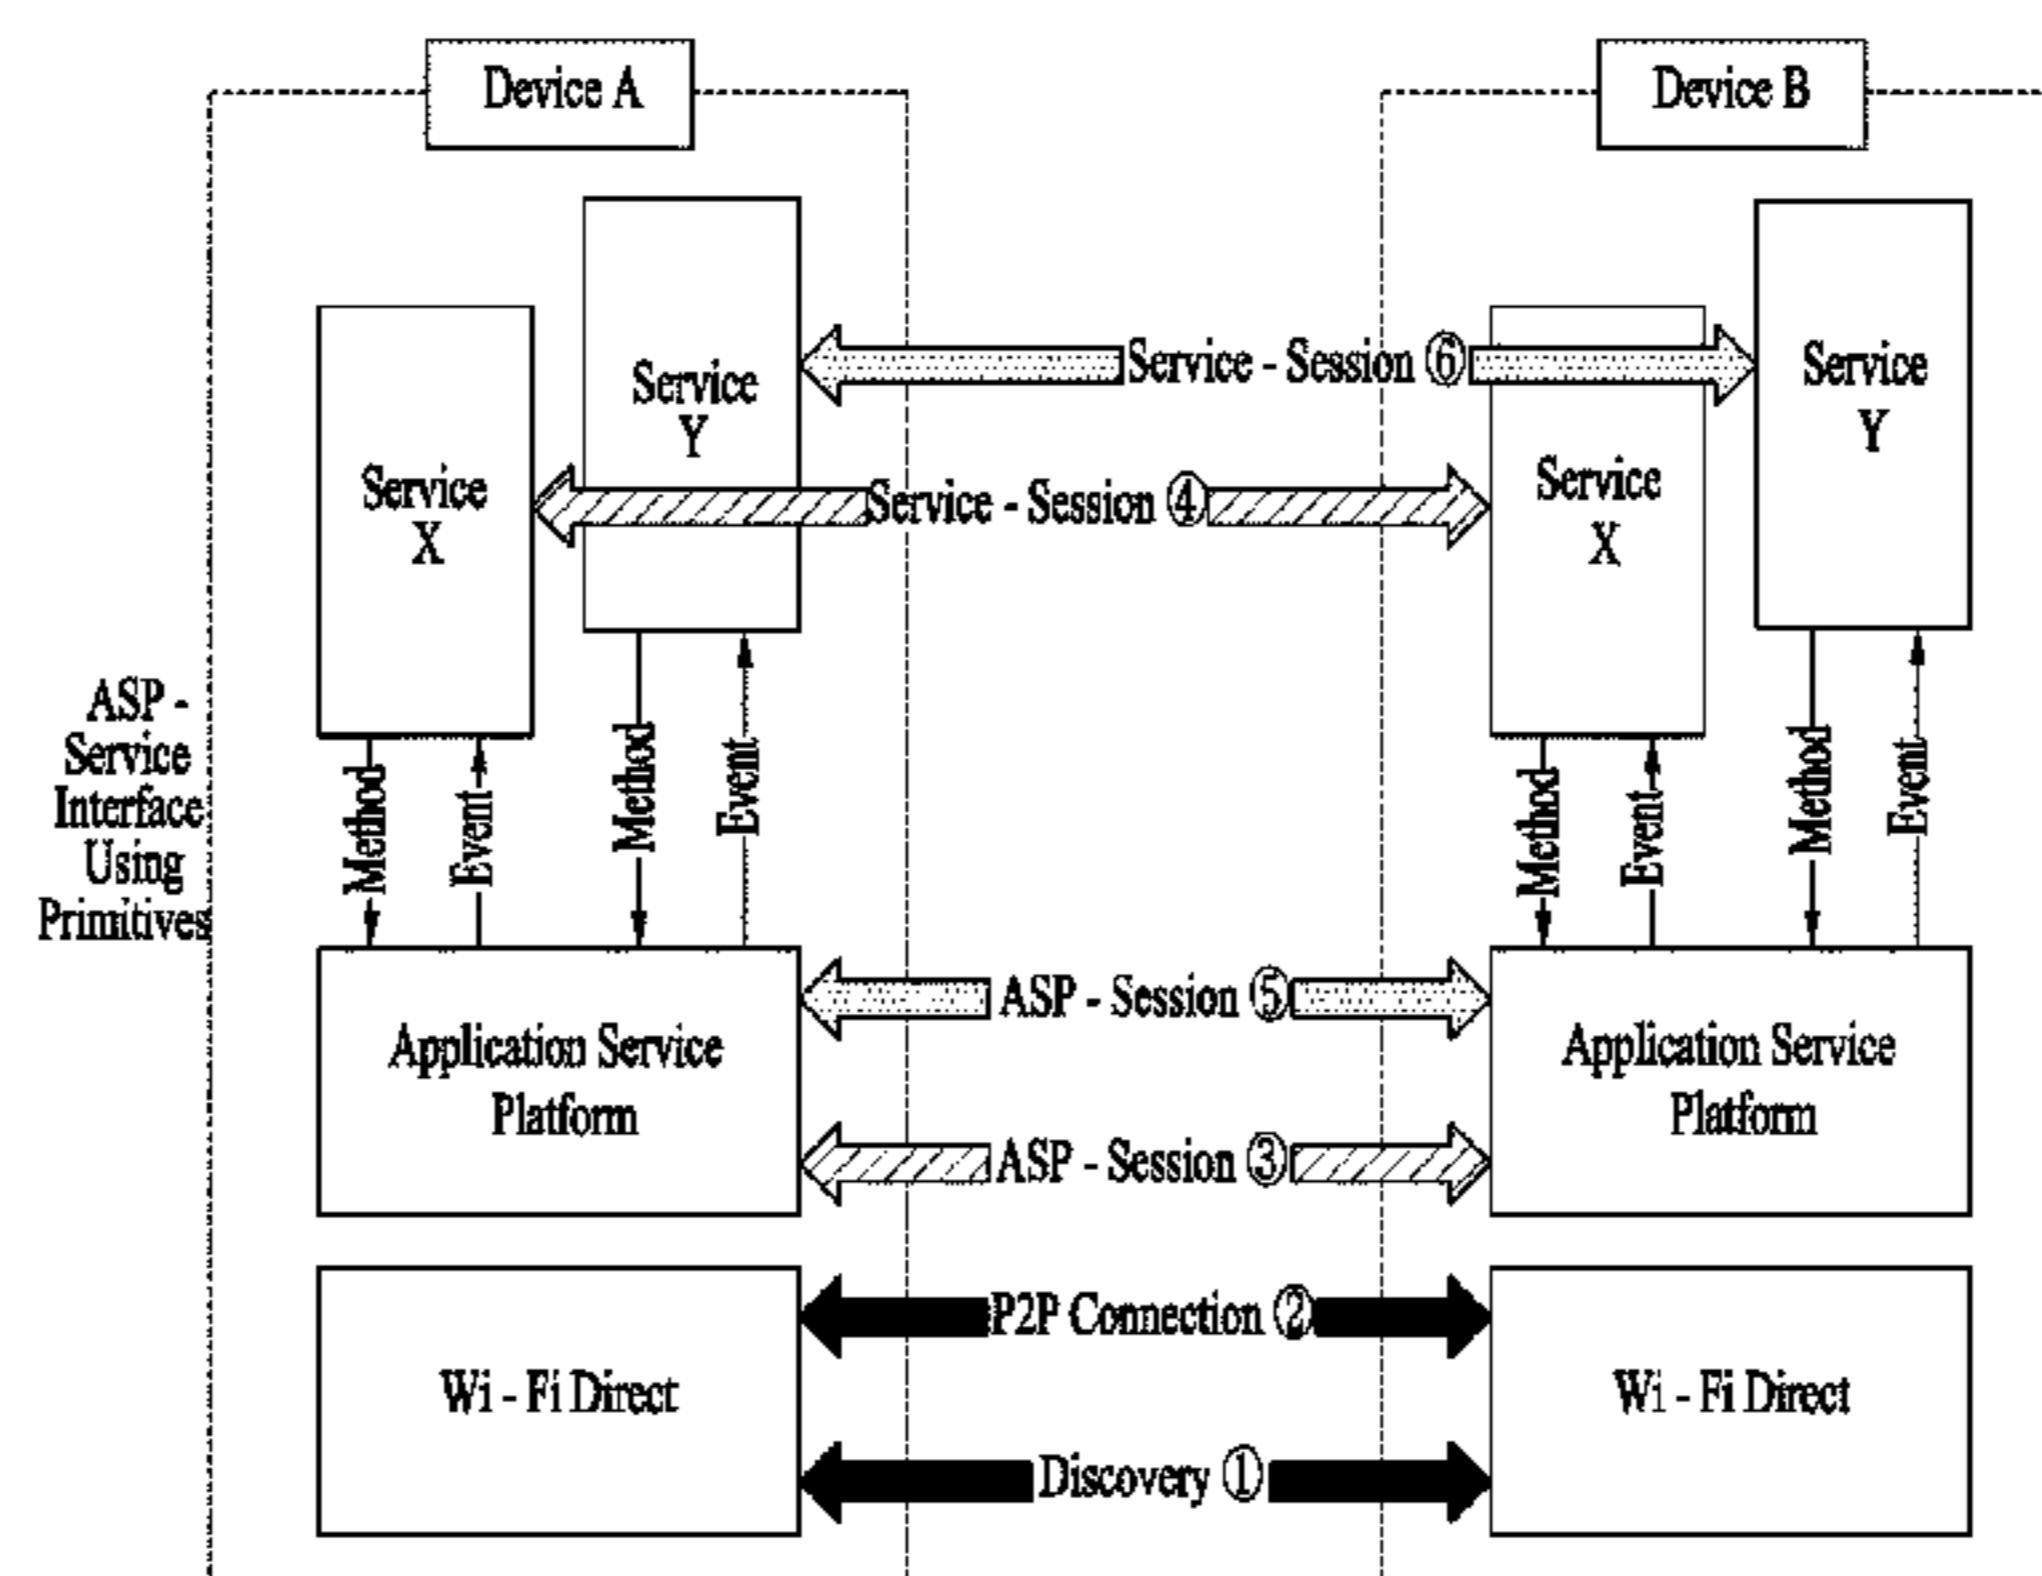 Device A
Device B
Service
Y
Service - Session ⑥
Service
Y
Service
X
Service - Session ④
Service
X
ASP -
Service
Interface
Using
Primitives
Method
Event
Method
Event
Method
Event
Method
Event
ASP - Session ⑤
Application Service
Platform
Application Service
Platform
ASP - Session ③
P2P Connection ②
Wi - Fi Direct
Wi - Fi Direct
Discovery ①